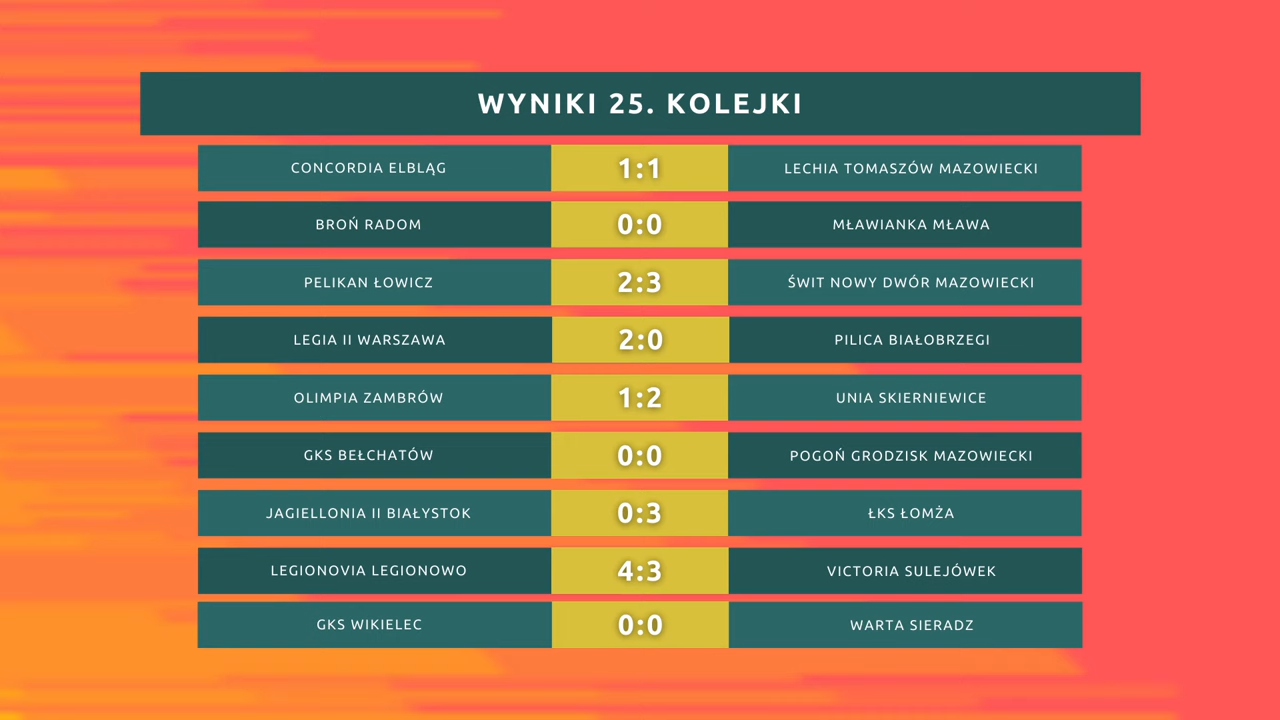 WYNIKI 25. KOLEJKI
CONCORDIA ELBLĄG 1:1 LECHIA TOMASZÓW MAZOWIECKI
BROŃ RADOM 0:0 MŁAWIANKA MŁAWA
PELIKAN ŁOWICZ 2:3 ŚWIT NOWY DWÓR MAZOWIECKI
LEGIA II WARSZAWA 2:0 PILICA BIAŁOBRZEGI
OLIMPIA ZAMBRÓW 1:2 UNIA SKIERNIEWICE
GKS BEŁCHATÓW 0:0 POGOŃ GRODZISK MAZOWIECKI
JAGIELLONIA II BIAŁYSTOK 0:3 ŁKS ŁOMŻA
LEGIONOVIA LEGIONOWO 4:3 VICTORIA SULEJÓWEK
GKS WIKIELEC 0:0 WARTA SIERADZ